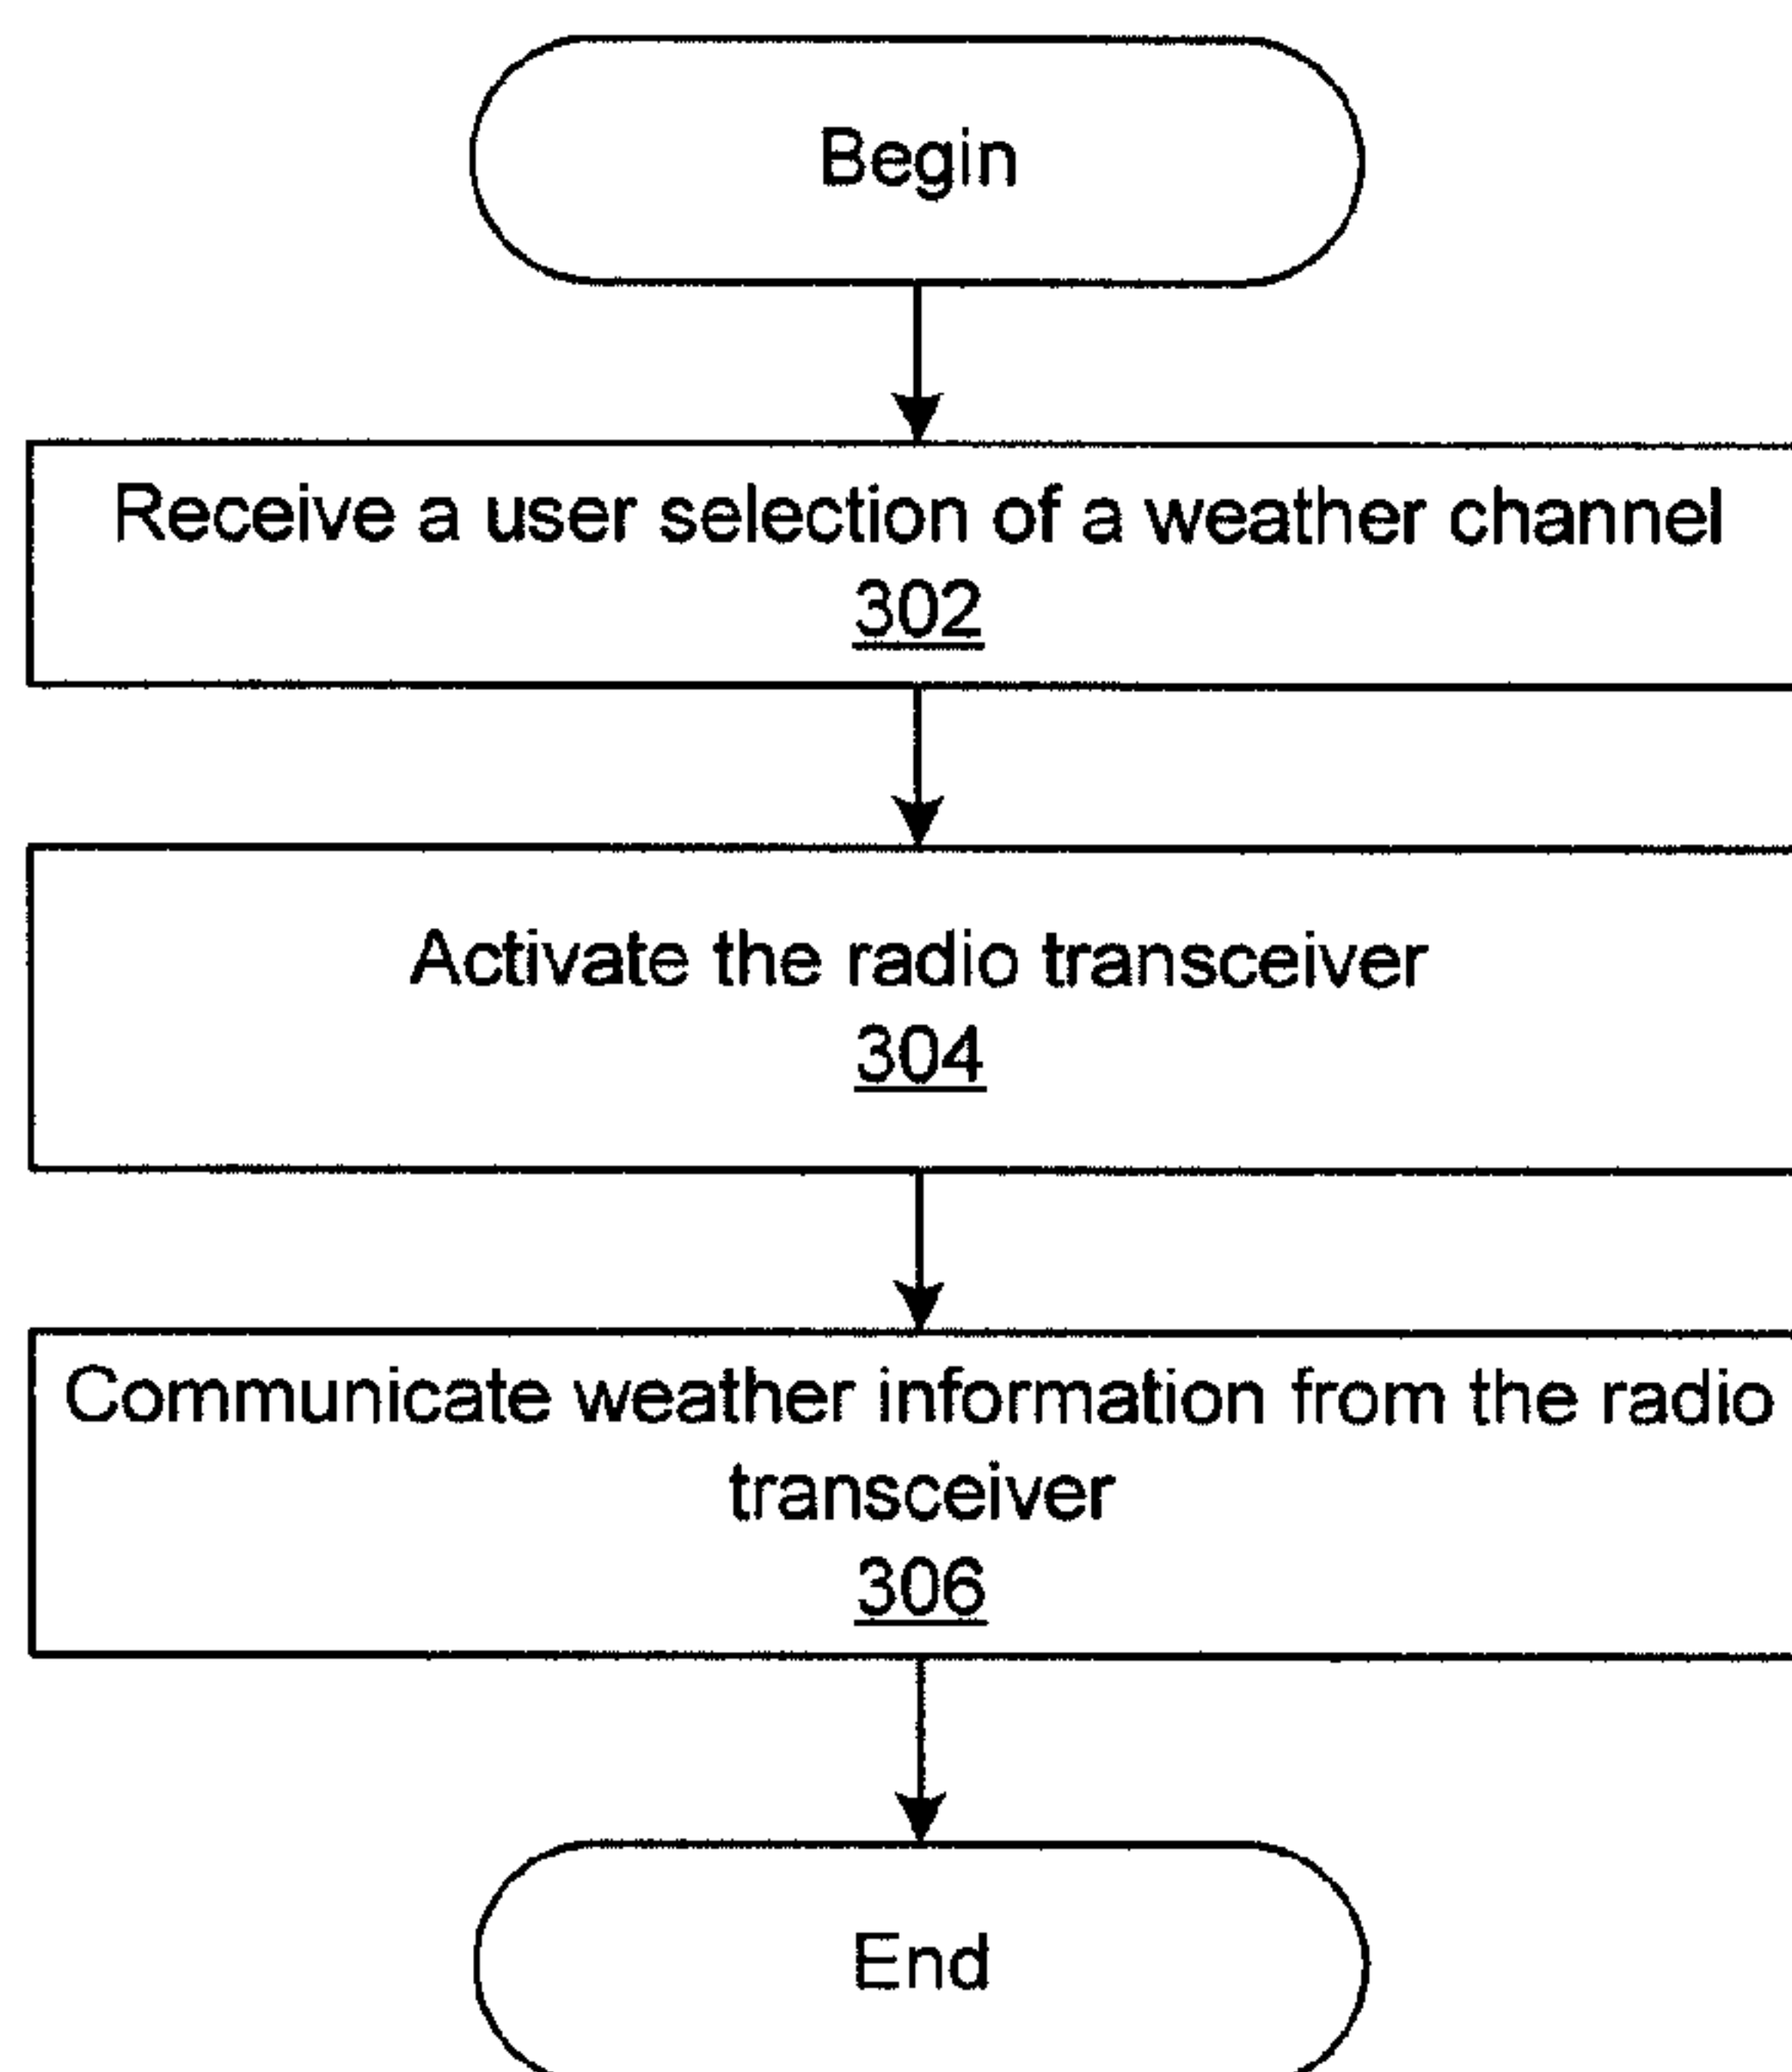 Begin
Receive a user selection of a weather channel
302
Activate the radio transceiver
304
Communicate weather information from the radio
transceiver
306
End